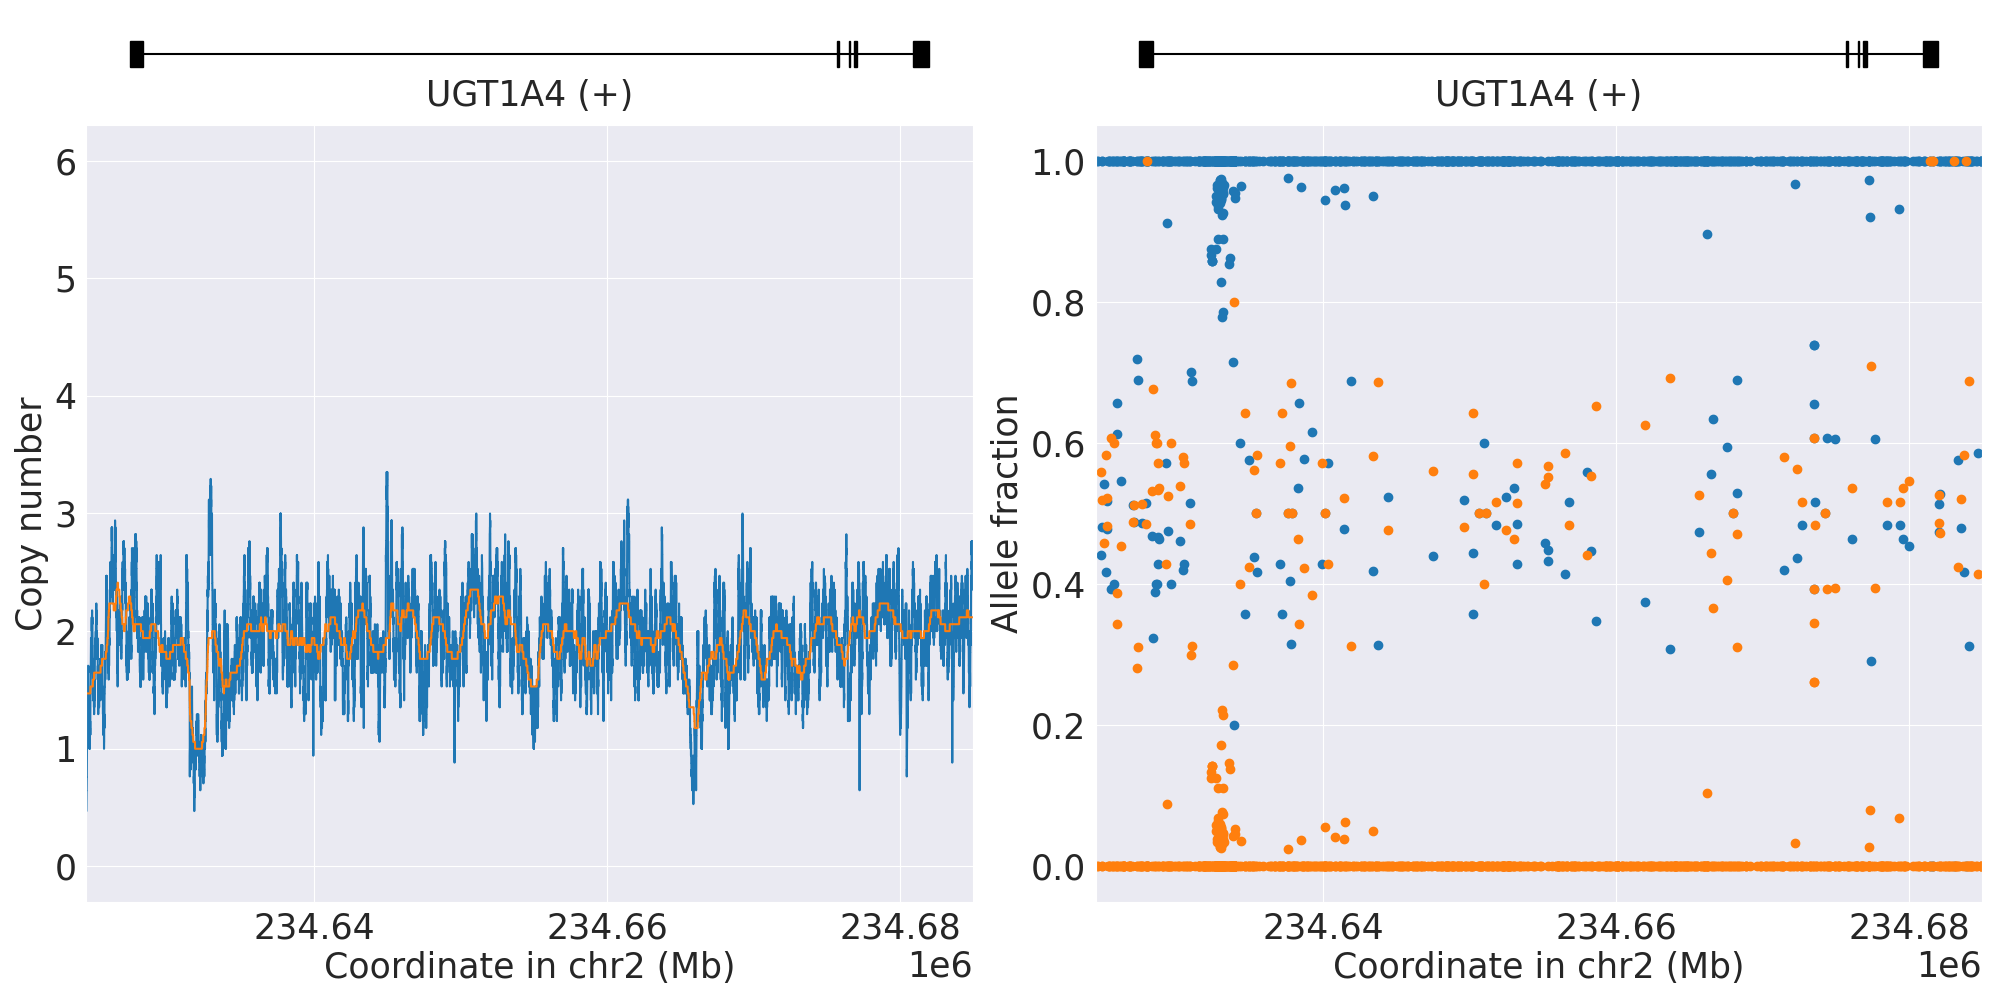 UGT1A4 (+)
6
5
4
3
2
1
0
Copy number
234.64
234.66
234.68
Coordinate in chr2 (Mb)
1e6
UGT1A4 (+)
1.0
0.8
0.6
0.4
0.2
0.0
Allele fraction
234.64
234.66
234.68
Coordinate in chr2 (Mb)
1e6